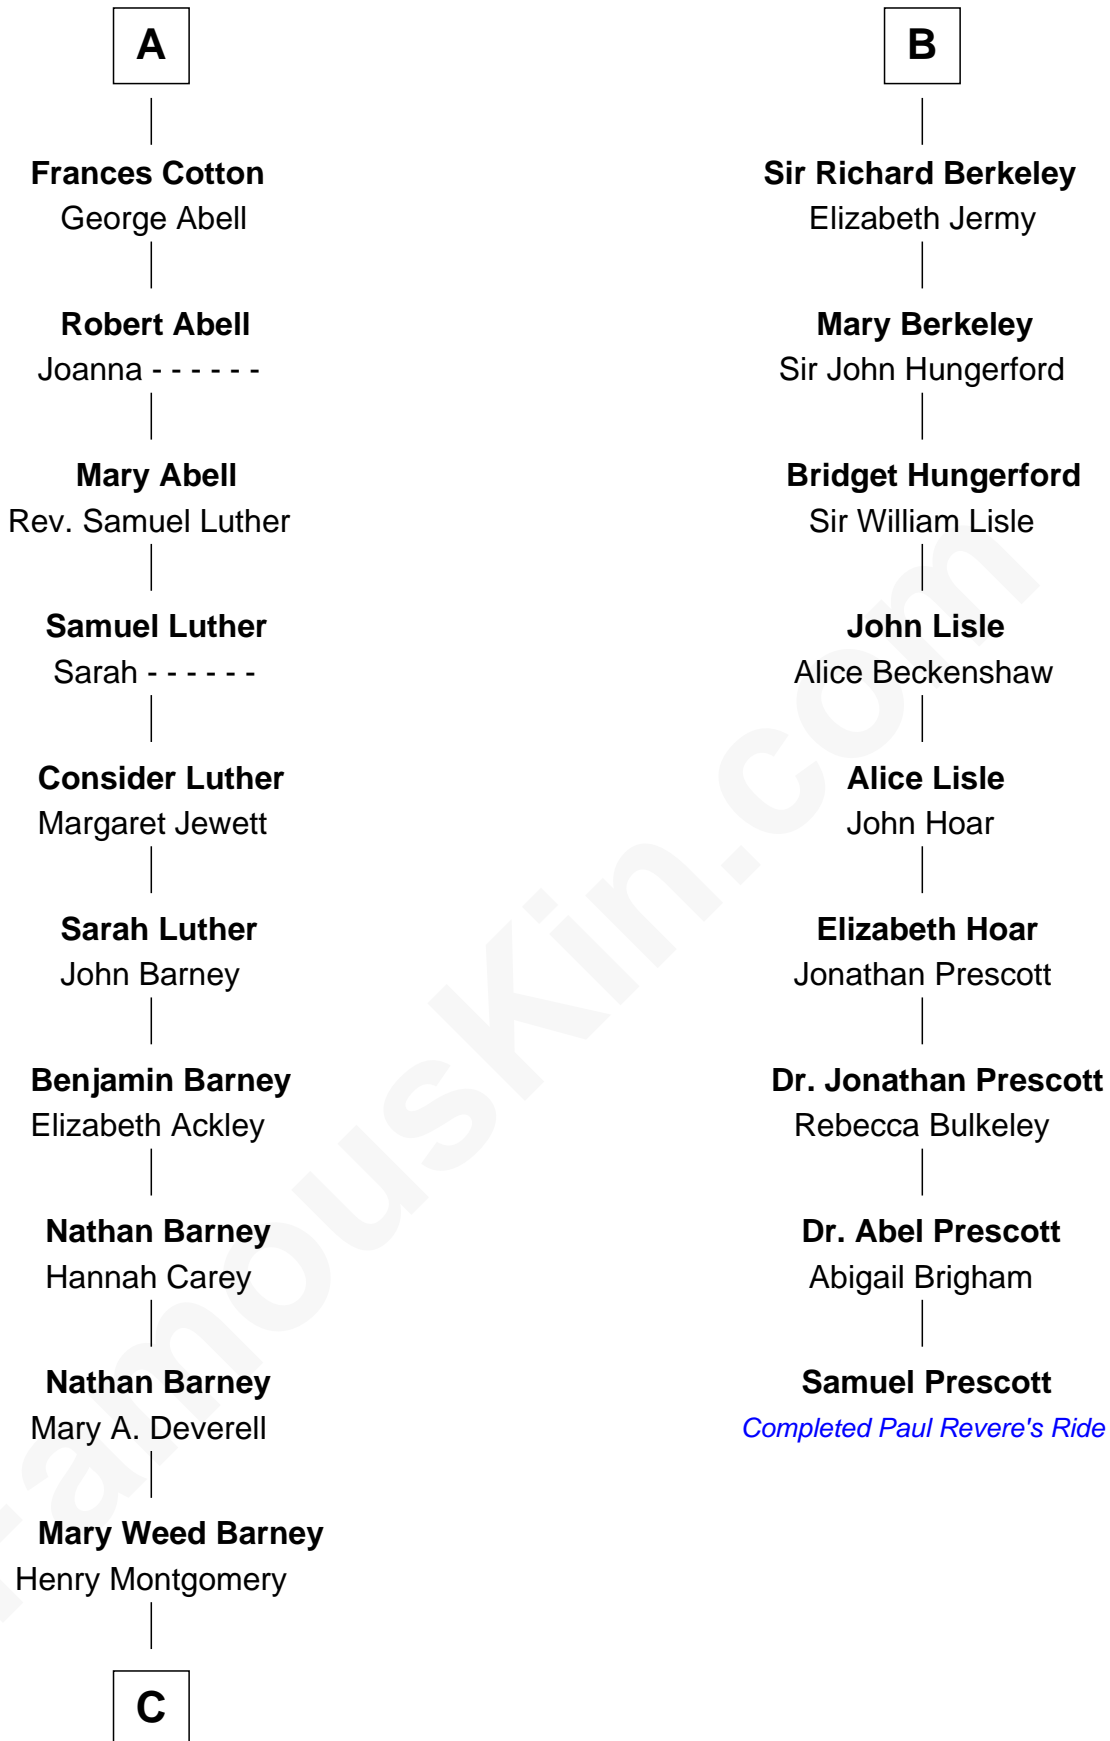 A
Frances Cotton
George Abell
Robert Abell
Joanna - - - - - -
Mary Abell
Rev. Samuel Luther
Samuel Luther
Sarah - - - - - -
Consider Luther
Margaret Jewett
Sarah Luther
John Barney
Benjamin Barney
Elizabeth Ackley
Nathan Barney
Hannah Carey
Nathan Barney
Mary A. Deverell
Mary Weed Barney
Henry Montgomery
C
B
Sir Richard Berkeley
Elizabeth Jermy
Mary Berkeley
Sir John Hungerford
Bridget Hungerford
Sir William Lisle
John Lisle
Alice Beckenshaw
Alice Lisle
John Hoar
Elizabeth Hoar
Jonathan Prescott
Dr. Jonathan Prescott
Rebecca Bulkeley
Dr. Abel Prescott
Abigail Brigham
Samuel Prescott
Completed Paul Revere's Ride
FamousKin.com